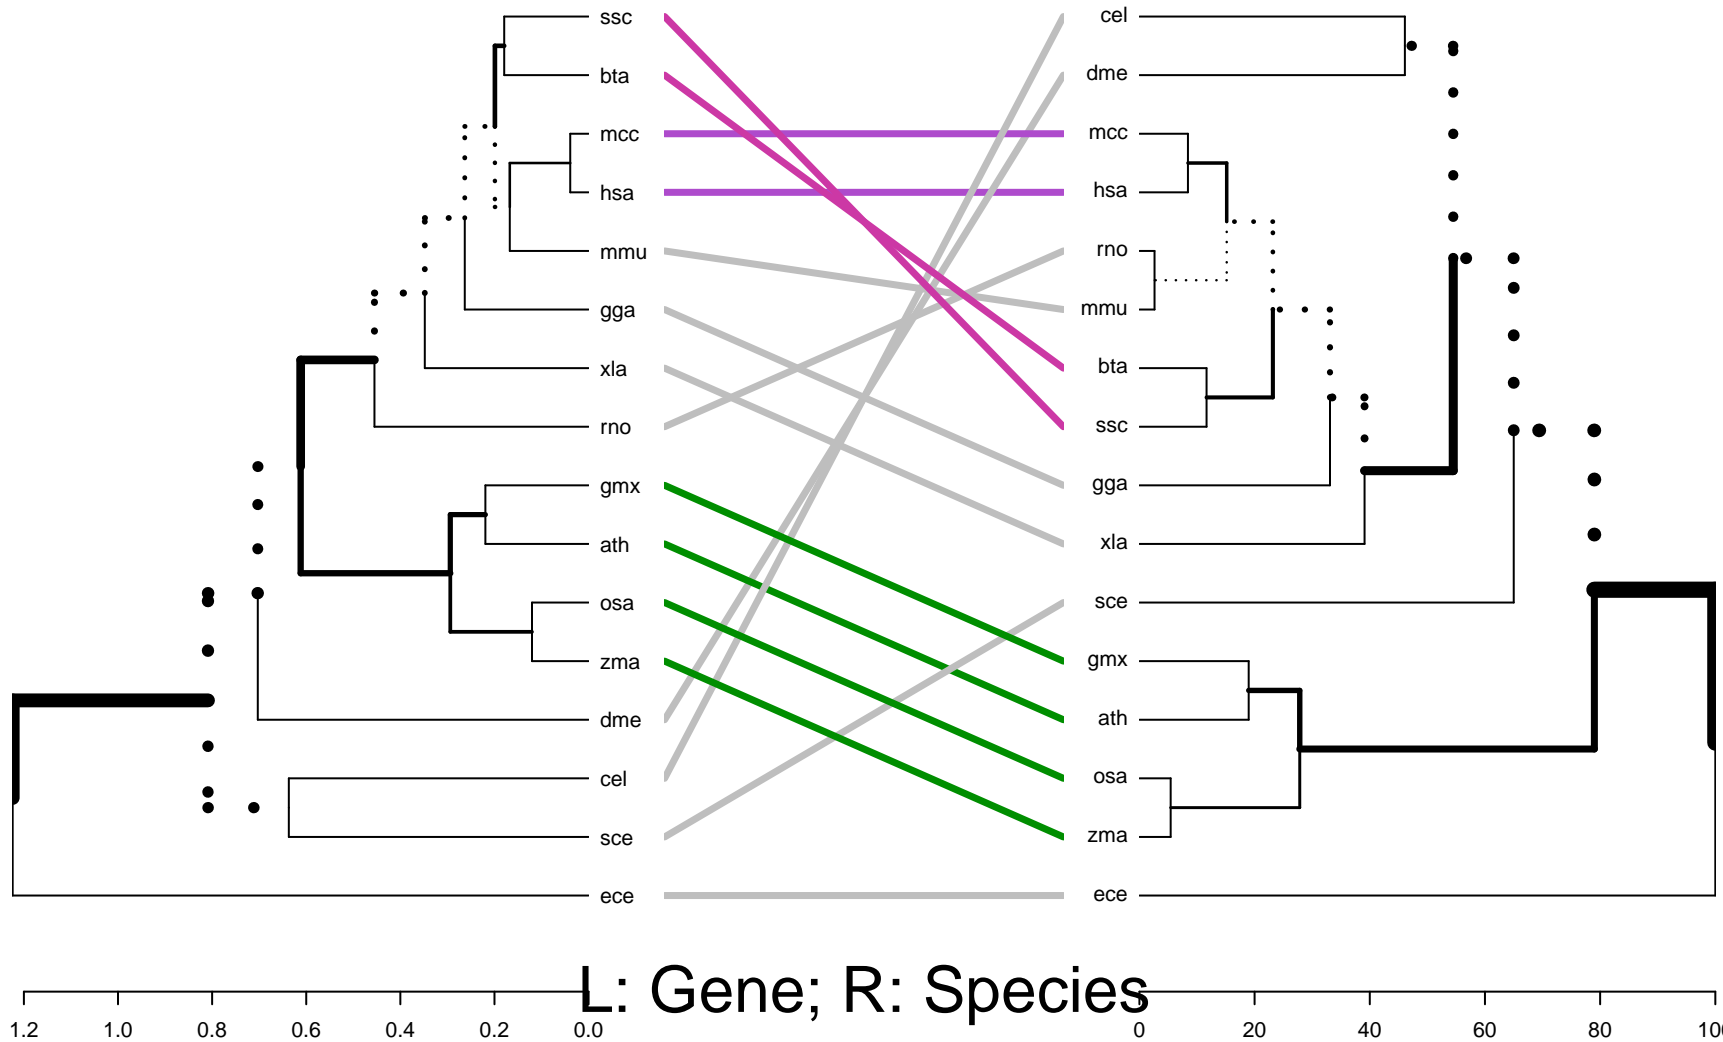 ssc
bta
mcc
hsa
mmu
gga
xla
rno
gmx
ath
osa
zma
dme
cel
sce
ece
cel
dme
mcc
hsa
rno
mmu
bta
ssc
gga
xla
sce
gmx
ath
osa
zma
ece
L: Gene; R: Species
1.2 1.0 0.8 0.6 0.4 0.2 0.0
0 20 40 60 80 10